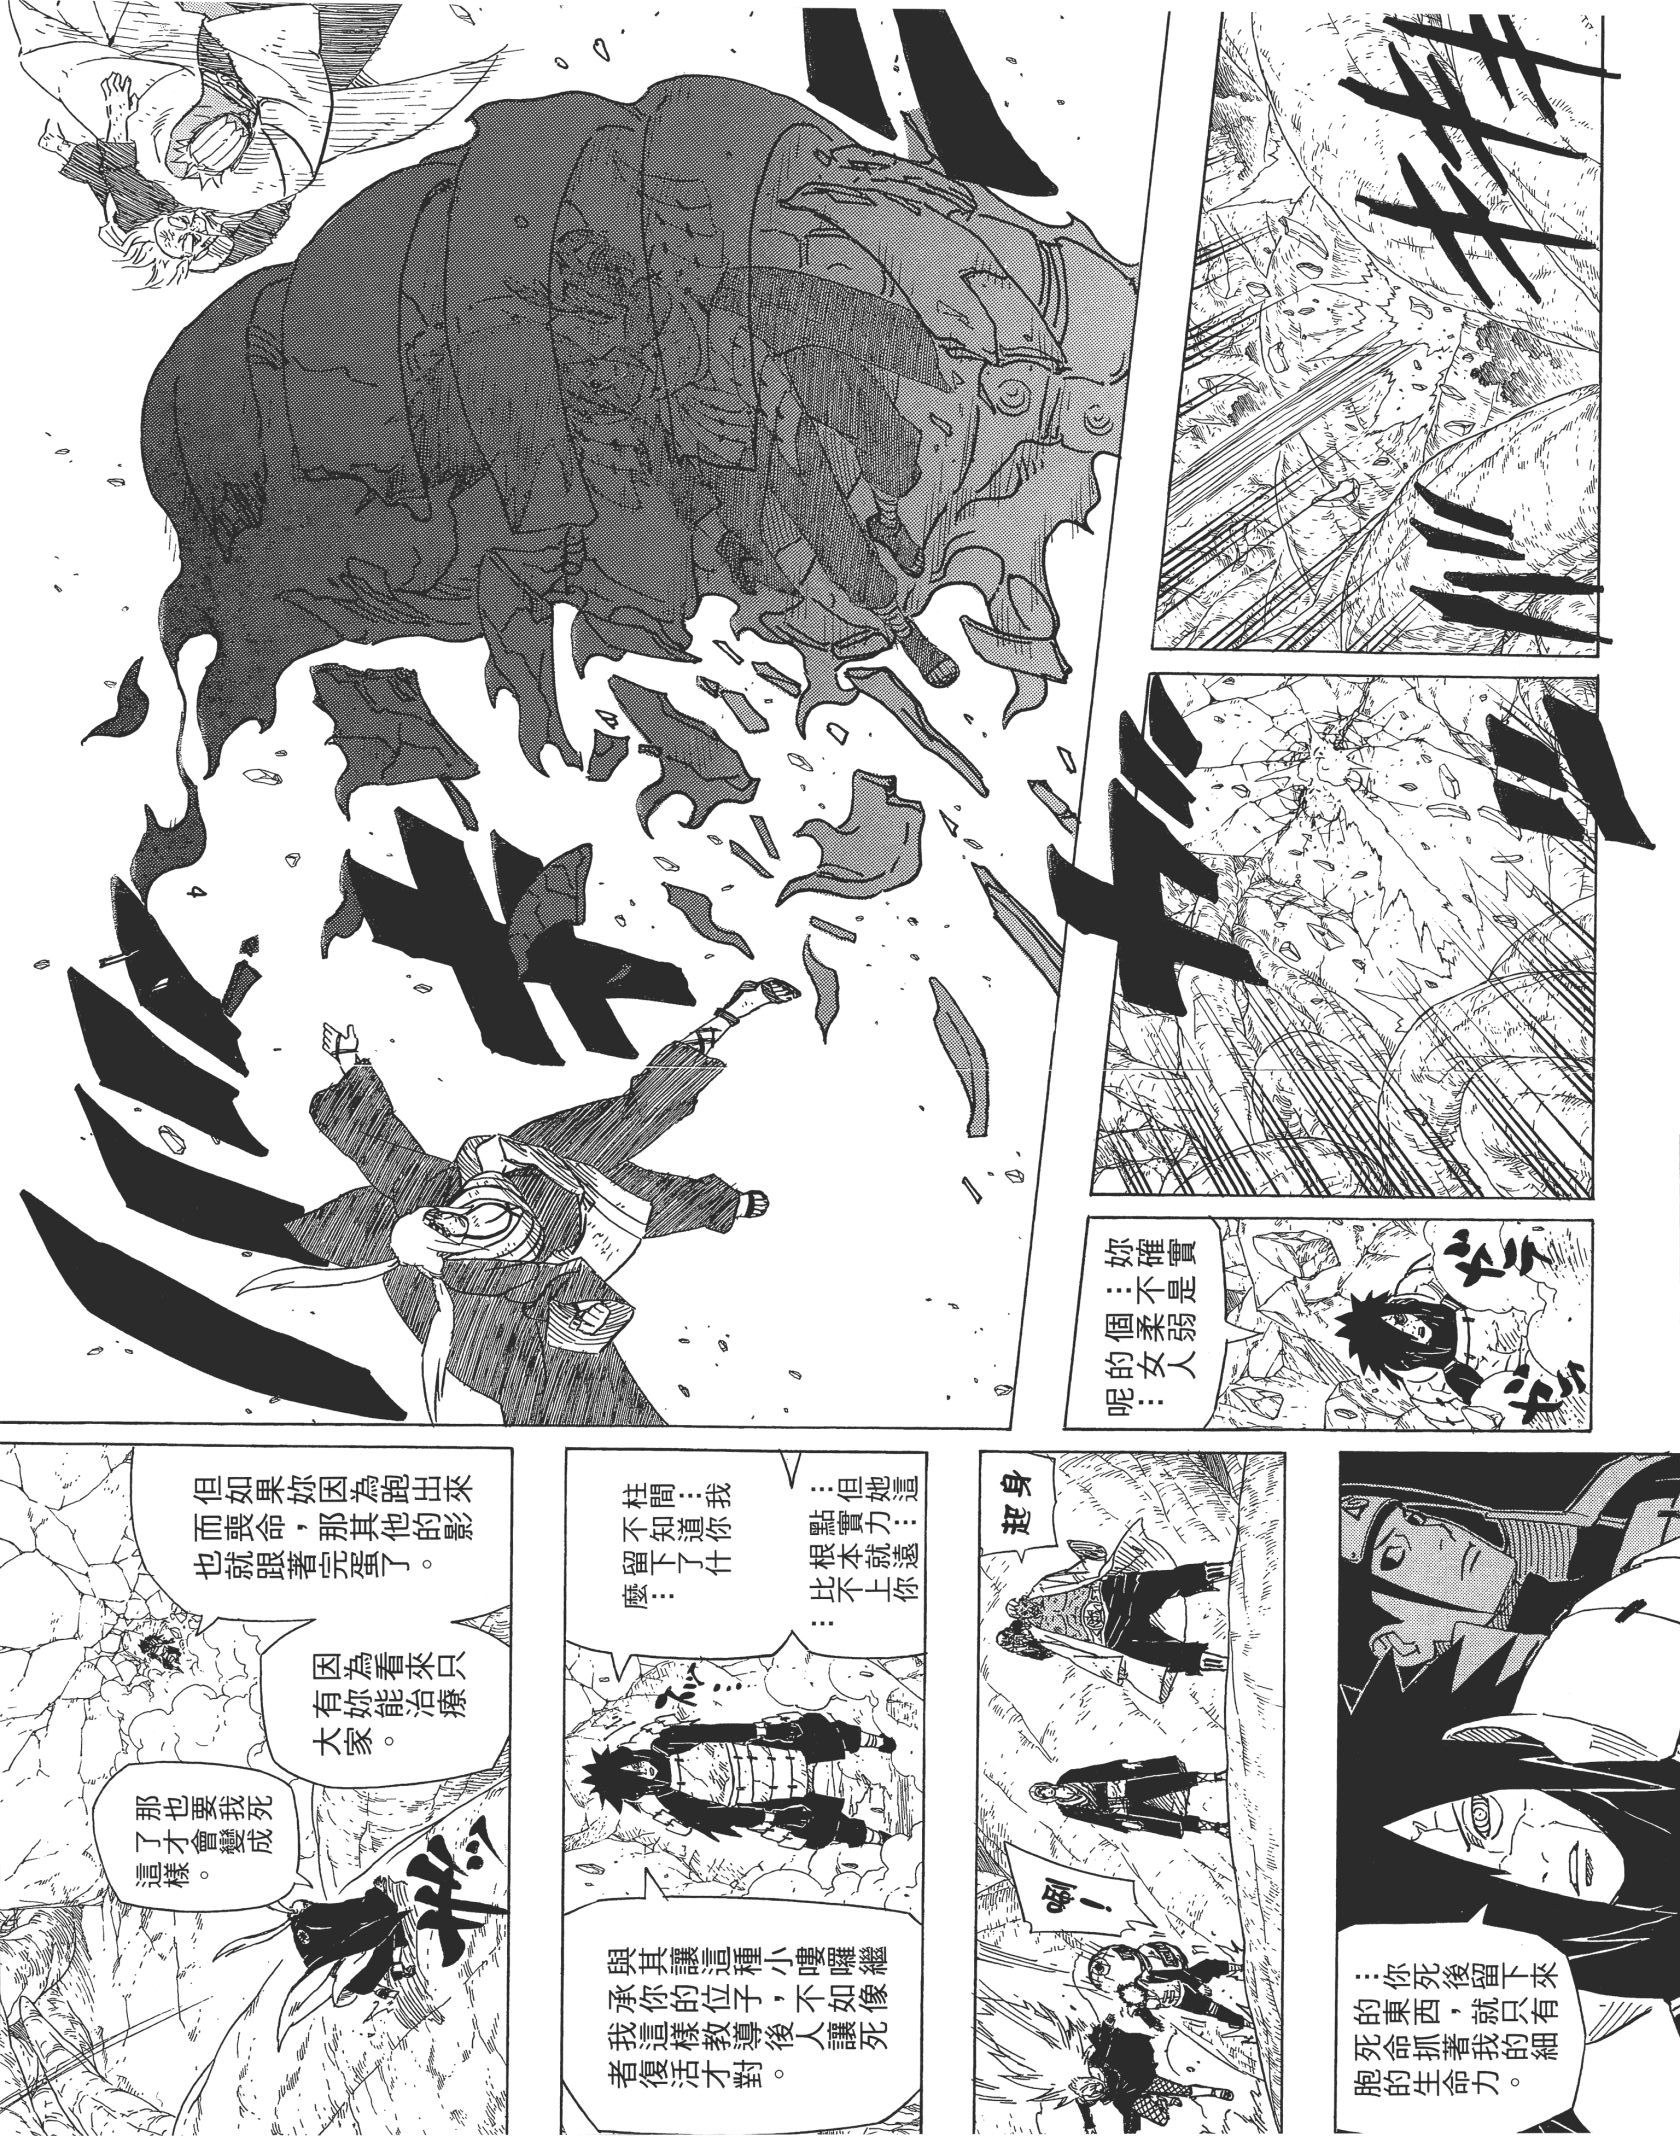 妳確實
…不是
個柔弱
的女人
呢…
但如果妳因為跑出來
而喪命，那其他的影
也就跟著完蛋了。
因為看來只
有妳能治療
大家。
那也要我死
了才會變成
這樣。
…但她這
點實力…
根本就遠
比不上你
…
柱間…我
不知道你
留下了什
麼…
與其讓這種小嘍囉繼
承你的位子，不如像
我這樣教導後人讓死
者復活才對。
起身
…你死後留下來
的東西，就只有
死命抓著我的細
胞的生命力。